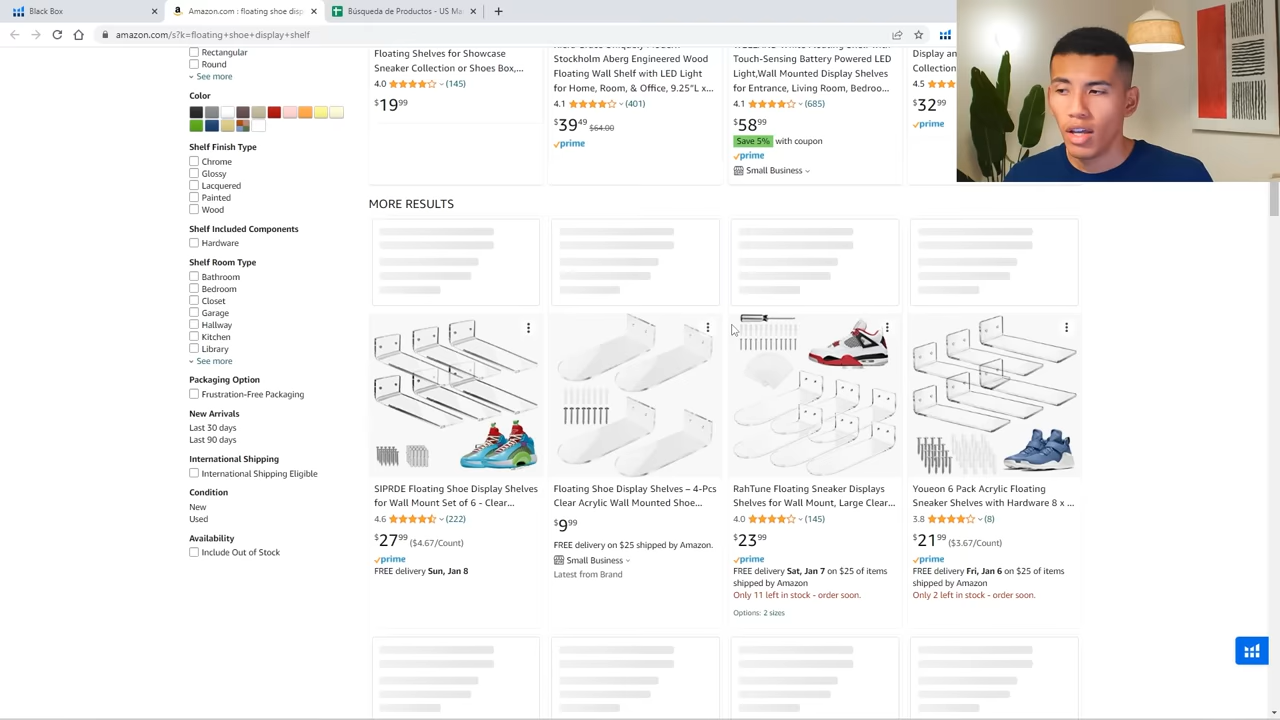 Black Box
Amazon.com : floating shoe disp
Búsqueda de Productos - US Ma
amazon.com/s?k=floating+shoe+display+shelf
Rectangular
Round
See more
Color
Shelf Finish Type
Chrome
Glossy
Lacquered
Painted
Wood
Shelf Included Components
Hardware
Shelf Room Type
Bathroom
Bedroom
Closet
Garage
Hallway
Kitchen
Library
See more
Packaging Option
Frustration-Free Packaging
New Arrivals
Last 30 days
Last 90 days
International Shipping
International Shipping Eligible
Condition
New
Used
Availability
Include Out of Stock
Floating Shelves for Showcase
Sneaker Collection or Shoes Box,...
4.0 (145)
$19.99
Stockholm Aberg Engineered Wood
Floating Wall Shelf with LED Light
for Home, Room, & Office, 9.25"L x...
4.1 (401)
$39.49 $64.00
prime
Touch-Sensing Battery Powered LED
Light,Wall Mounted Display Shelves
for Entrance, Living Room, Bedroo...
4.1 (685)
$58.99
Save 5% with coupon
prime
Small Business
Display an
Collection
4.5
$32.99
prime
MORE RESULTS
SIPRDE Floating Shoe Display Shelves
for Wall Mount Set of 6 - Clear...
4.6 (222)
$27.99 ($4.67/Count)
prime
FREE delivery Sun, Jan 8
Floating Shoe Display Shelves – 4-Pcs
Clear Acrylic Wall Mounted Shoe...
$9.99
FREE delivery on $25 shipped by Amazon.
Small Business
Latest from Brand
RahTune Floating Sneaker Displays
Shelves for Wall Mount, Large Clear...
4.0 (145)
$23.99
prime
FREE delivery Sat, Jan 7 on $25 of items
shipped by Amazon
Only 11 left in stock - order soon.
Options: 2 sizes
Youeon 6 Pack Acrylic Floating
Sneaker Shelves with Hardware 8 x ...
3.8 (8)
$21.99 ($3.67/Count)
prime
FREE delivery Fri, Jan 6 on $25 of items
shipped by Amazon
Only 2 left in stock - order soon.